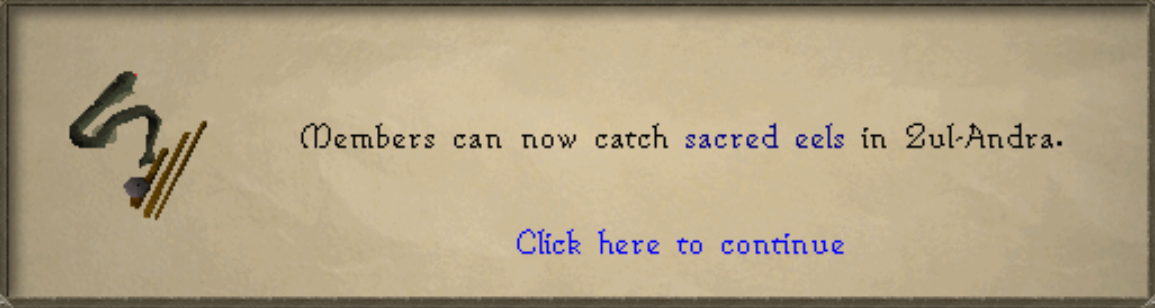 Members can now catch sacred eels in Zul-Andra.
Click here to continue